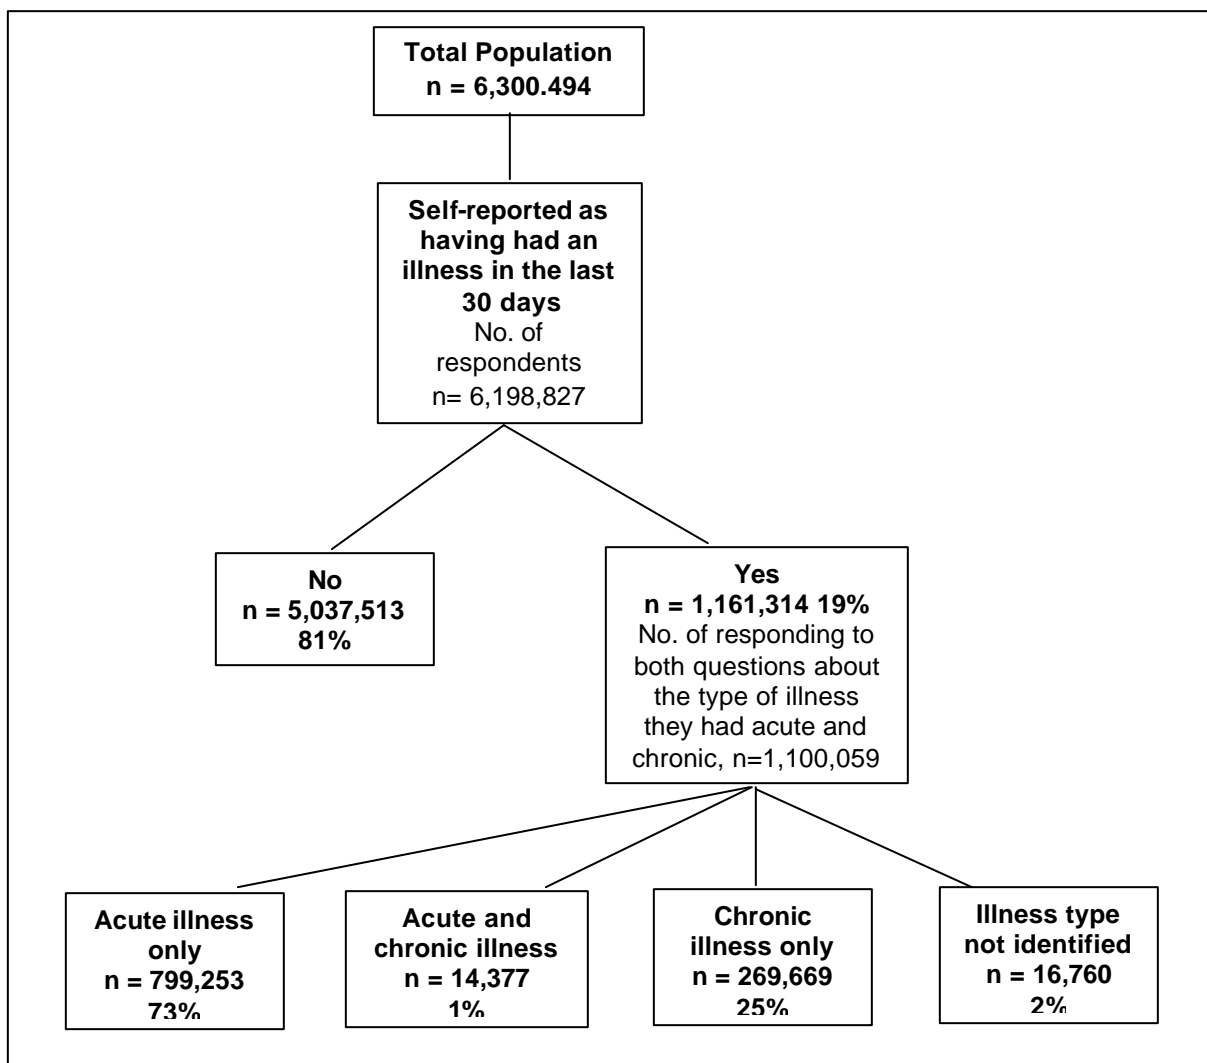 Total Population
n = 6,300.494
Self-reported as
having had an
illness in the last
30 days
No. of
respondents
n= 6,198,827
No
n = 5,037,513
81%
Yes
n = 1,161,314 19%
No. of responding to
both questions about
the type of illness
they had acute and
chronic, n=1,100,059
Acute illness
only
n = 799,253
73%
Acute and
chronic illness
n = 14,377
1%
Chronic
illness only
n = 269,669
25%
Illness type
not identified
n = 16,760
2%